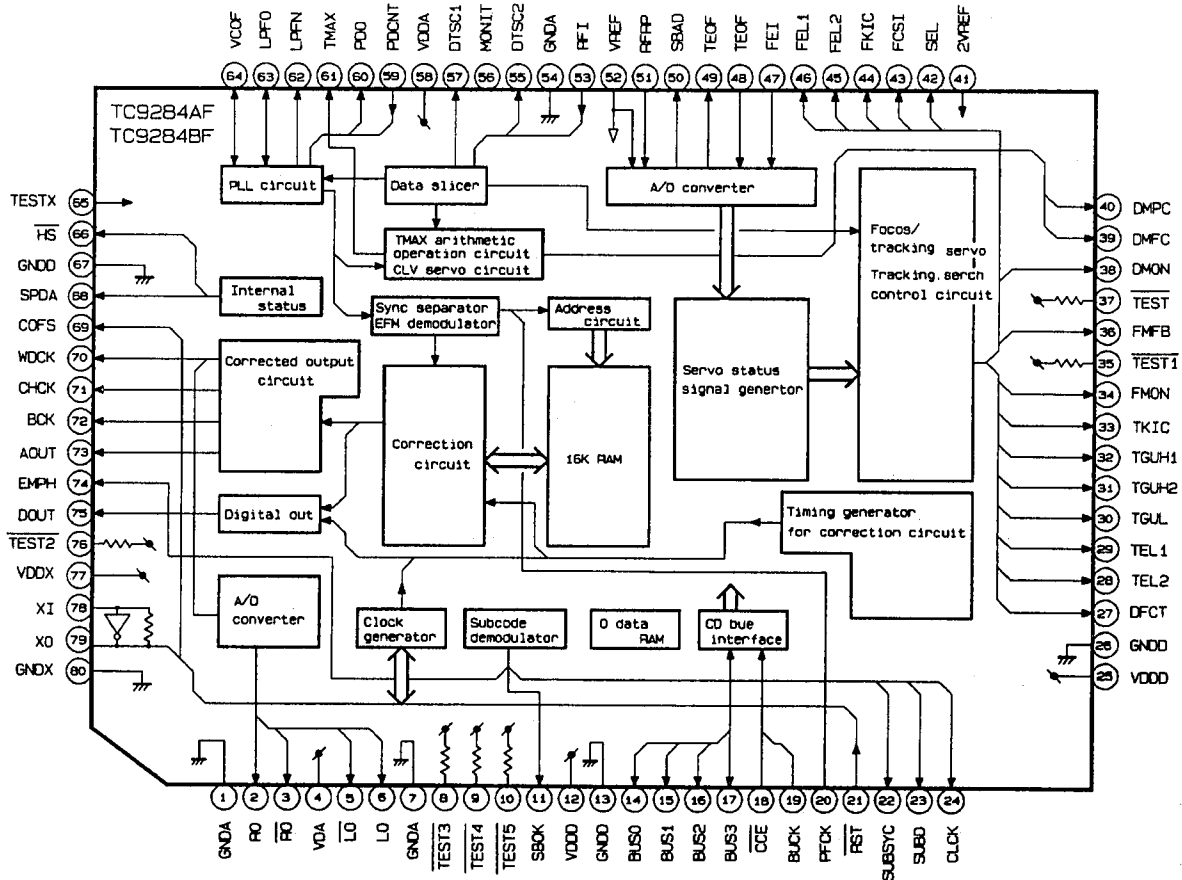 VCOF LPFO LPFN TMAX PDO PDCNT VDDA DTSC1 MONIT DTSC2 GNDA RFI VREF RFRP SBAD TEOF TEOF FEI FEL1 FEL2 FKIC FCSI SEL 2VREF
64 63 62 61 60 59 58 57 56 55 54 53 52 51 50 49 48 47 46 45 44 43 42 41
TC9284AF
TC9284BF
PLL circuit
Data slicer
A/D converter
TESTX 65
HS 66
GNDD 67
SPDA 68
COFS 69
WDCK 70
CHCK 71
BCK 72
AOUT 73
EMPH 74
DOUT 75
TEST2 76
VDDX 77
XI 78
XO 79
GNDX 80
TMAX arithmetic
operation circuit
CLV servo circuit
Focos/
tracking servo
Tracking.serch
control circuit
Internal
status
Sync separator
EFM demodulator
Address
circuit
Corrected output
circuit
Correction
circuit
16K RAM
Servo status
signal genertor
Digital out
Timing generator
for correction circuit
A/D
converter
Clock
generator
Subcode
demodulator
O data
RAM
CD bus
interface
40 DMPC
39 DMFC
38 DMON
37 TEST
36 FMFB
35 TEST1
34 FMON
33 TKIC
32 TGUH1
31 TGUH2
30 TGUL
29 TEL1
28 TEL2
27 DFCT
26 GNDD
25 VDDD
1 2 3 4 5 6 7 8 9 10 11 12 13 14 15 16 17 18 19 20 21 22 23 24
GNDA RO RO VDA LO LO GNDA TEST3 TEST4 TEST5 SBOK VDDD GNDD BUS0 BUS1 BUS2 BUS3 CCE BUCK PFCK RST SUBSYC SUBD CLCK